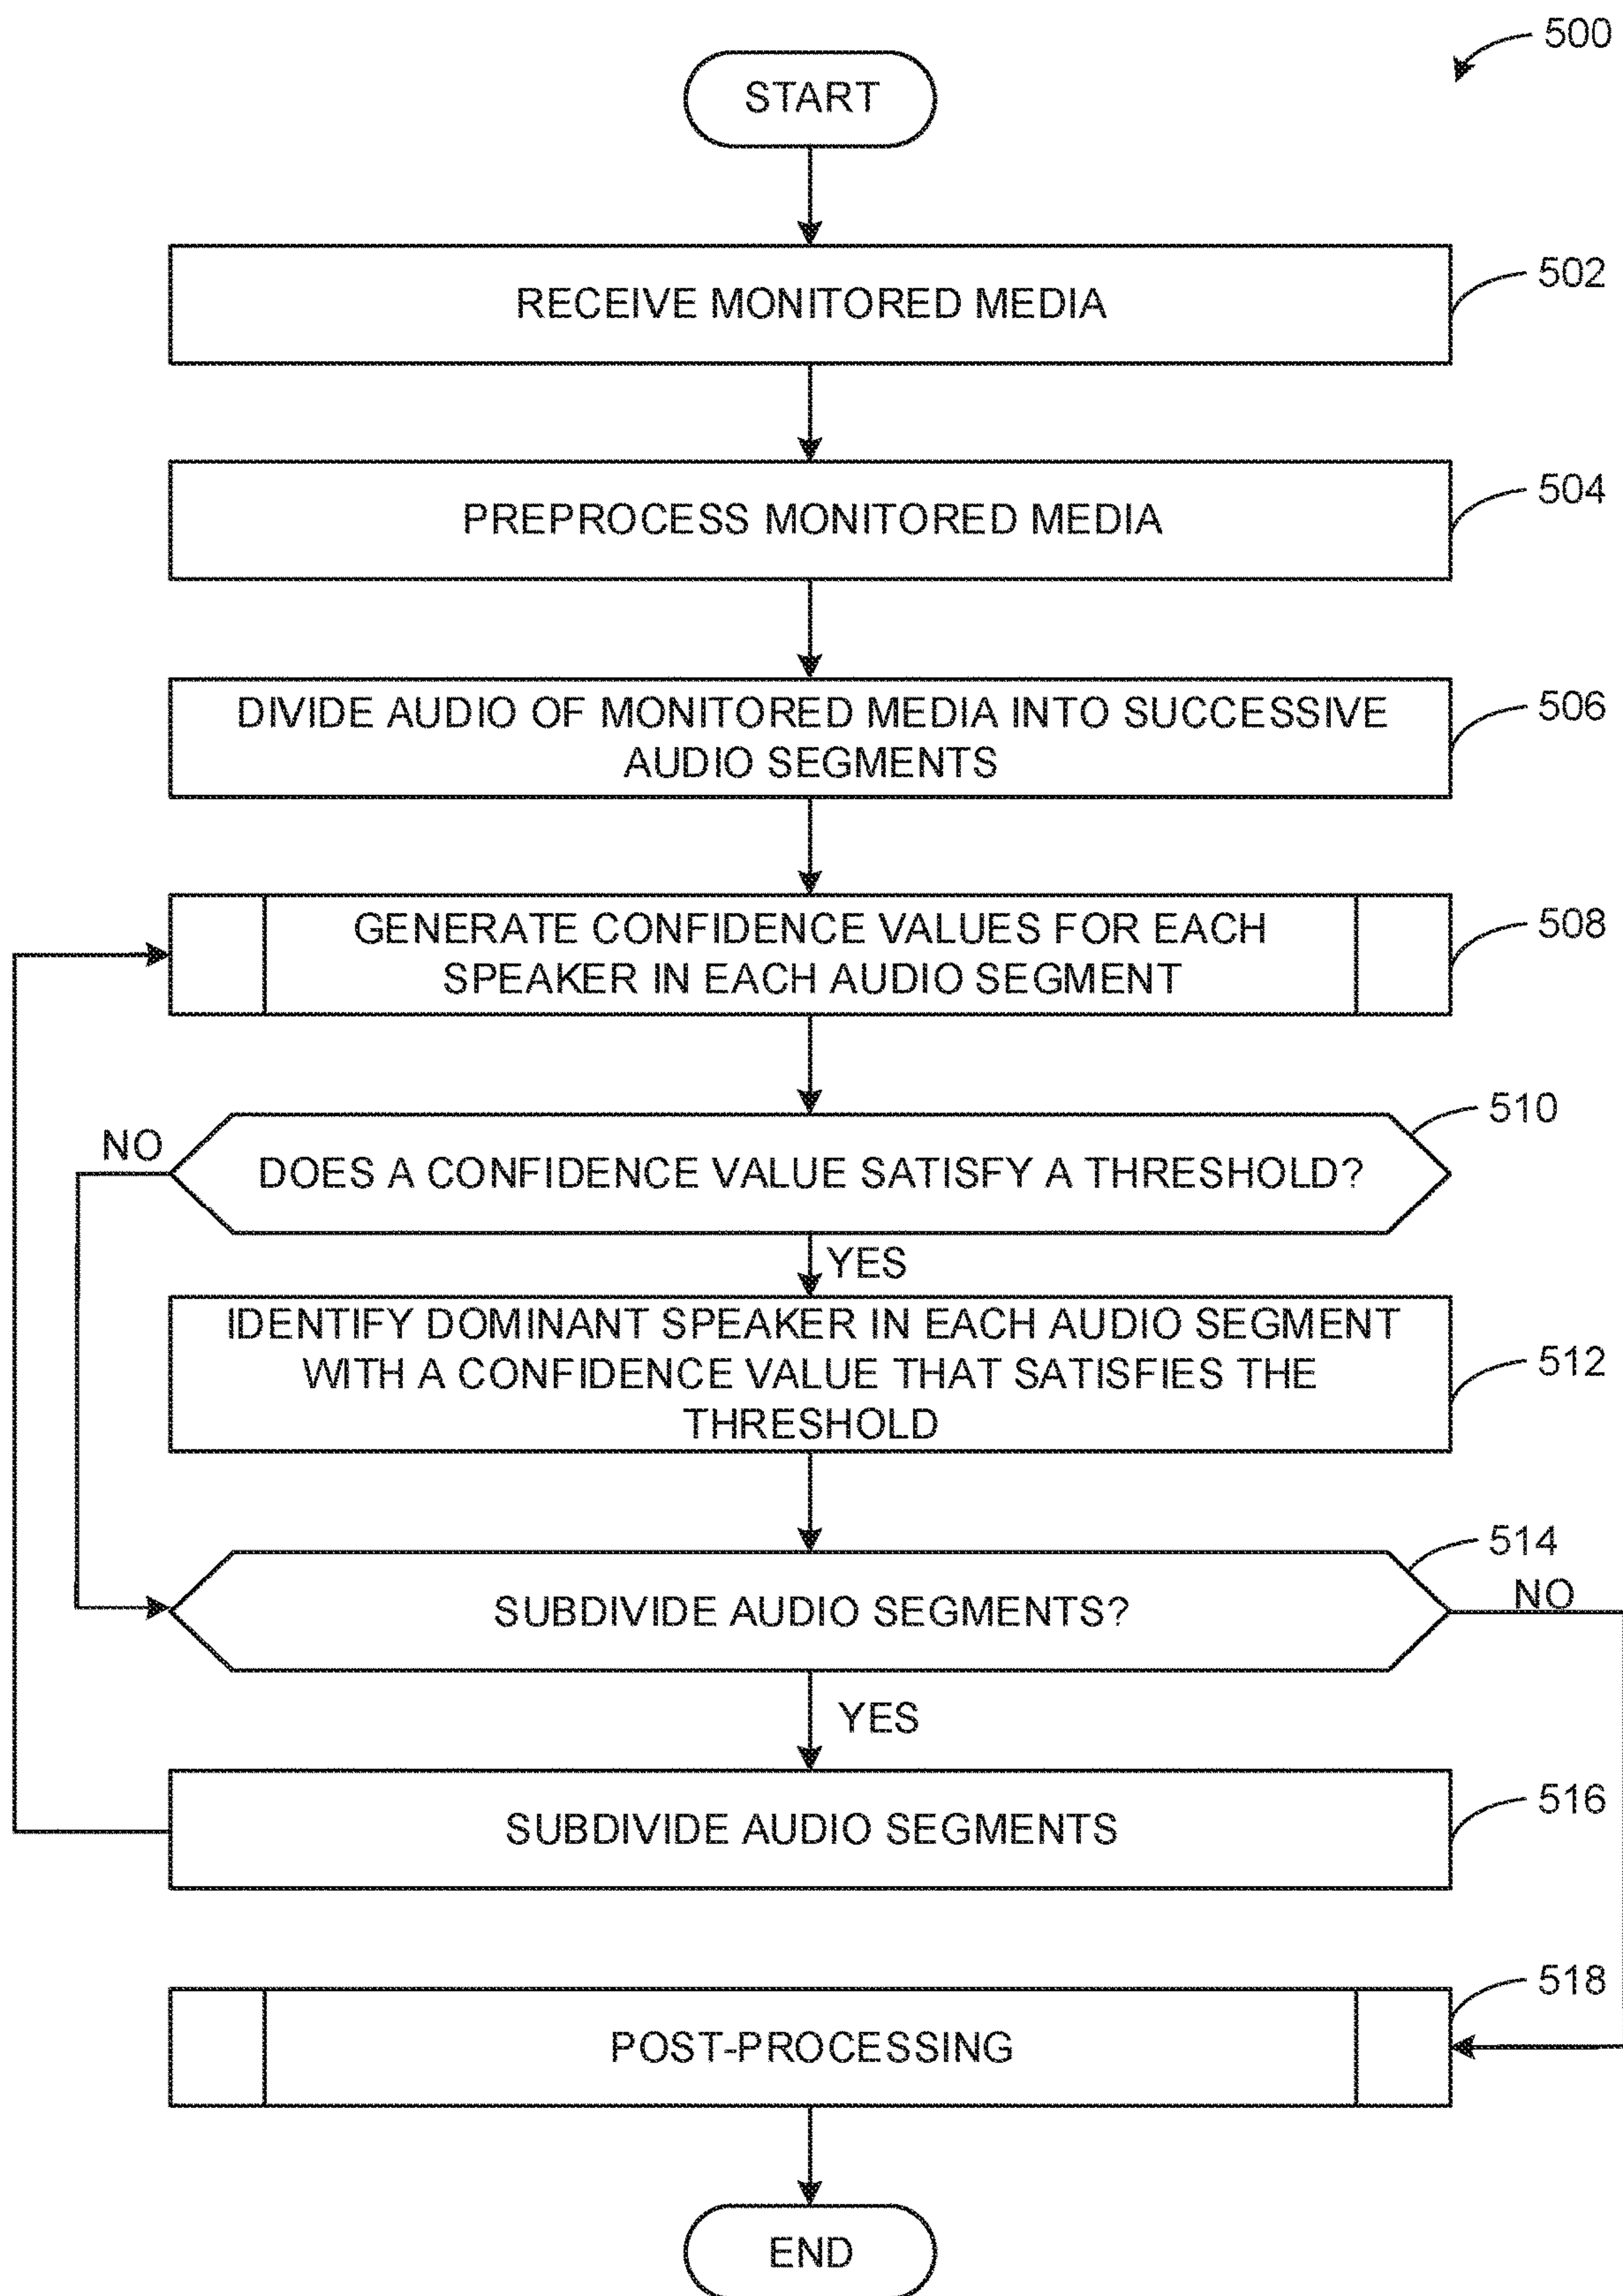 500
START
RECEIVE MONITORED MEDIA
502
PREPROCESS MONITORED MEDIA
504
DIVIDE AUDIO OF MONITORED MEDIA INTO SUCCESSIVE
AUDIO SEGMENTS
506
GENERATE CONFIDENCE VALUES FOR EACH
SPEAKER IN EACH AUDIO SEGMENT
508
510
NO
DOES A CONFIDENCE VALUE SATISFY A THRESHOLD?
YES
IDENTIFY DOMINANT SPEAKER IN EACH AUDIO SEGMENT
WITH A CONFIDENCE VALUE THAT SATISFIES THE
THRESHOLD
512
514
NO
SUBDIVIDE AUDIO SEGMENTS?
YES
SUBDIVIDE AUDIO SEGMENTS
516
518
POST-PROCESSING
END